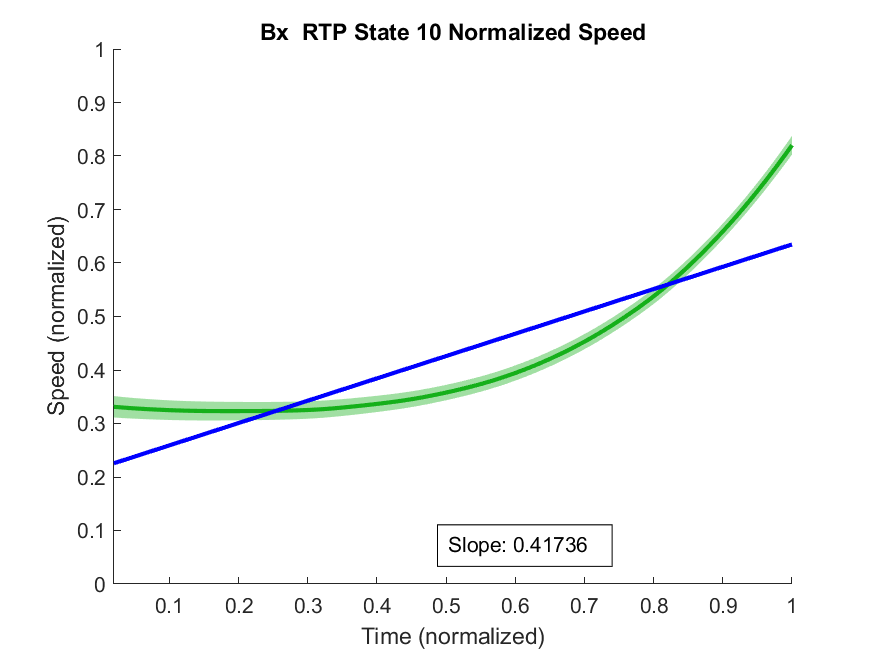 Bx  RTP State 10 Normalized Speed
1
0.9
0.8
0.7
0.6
0.5
0.4
0.3
0.2
0.1
0
Speed (normalized)
Slope: 0.41736
0.1 0.2 0.3 0.4 0.5 0.6 0.7 0.8 0.9 1
Time (normalized)